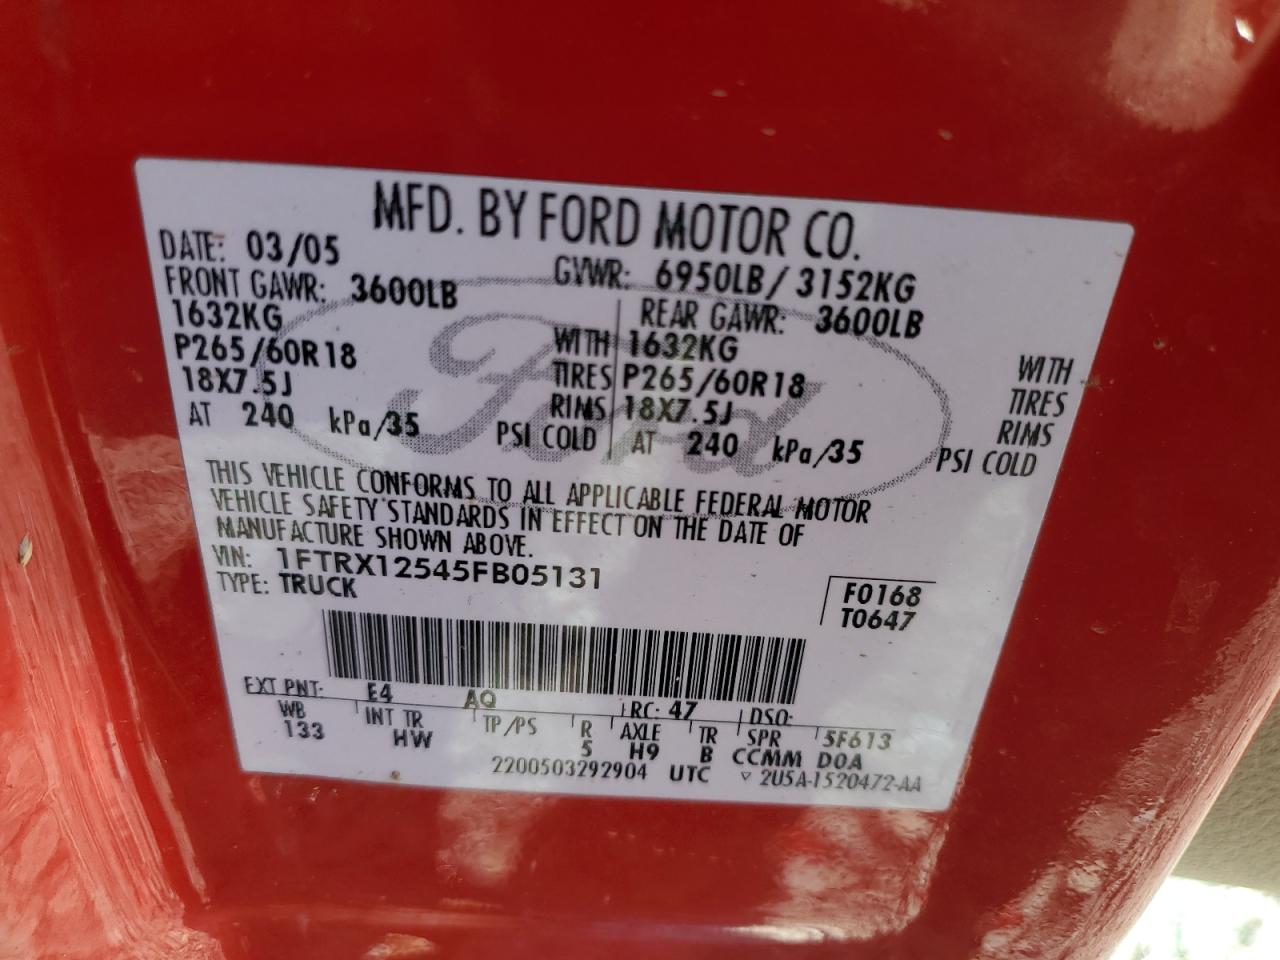 MFD. BY FORD MOTOR CO.
DATE: 03/05 GVWR: 6950LB / 3152KG
FRONT GAWR: 3600LB REAR GAWR: 3600LB
1632KG WITH 1632KG WITH
P265/60R18 TIRES P265/60R18 TIRES
18X7.5J RIMS 18X7.5J RIMS
AT 240 kPa/35 PSI COLD AT 240 kPa/35 PSI COLD
Ford
THIS VEHICLE CONFORMS TO ALL APPLICABLE FEDERAL MOTOR
VEHICLE SAFETY STANDARDS IN EFFECT ON THE DATE OF
MANUFACTURE SHOWN ABOVE.
VIN: 1FTRX12545FB05131
TYPE: TRUCK
F0168
T0647
EXT PNT: E4 AQ RC: 47 DSO:
WB INT TR TP/PS R AXLE TR SPR 5F613
133 HW 5 H9 B CCMM DOA
2200503292904 UTC ▽ 2U5A-1520472-AA